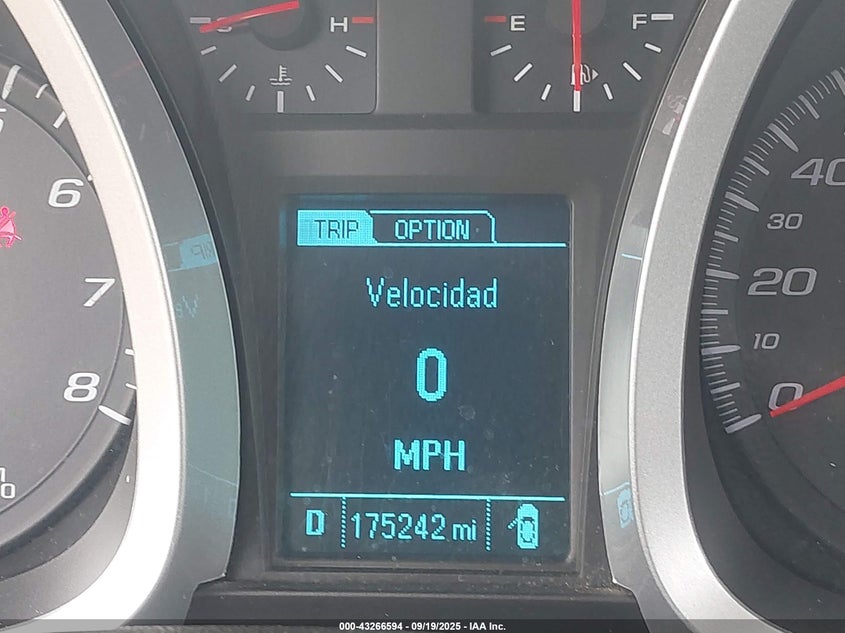 C H
E F
6
7
8
40
30
20
10
0
TRIP OPTION
Velocidad
0
MPH
D 175242 mi
000-43266594 - 09/19/2025 - IAA Inc.